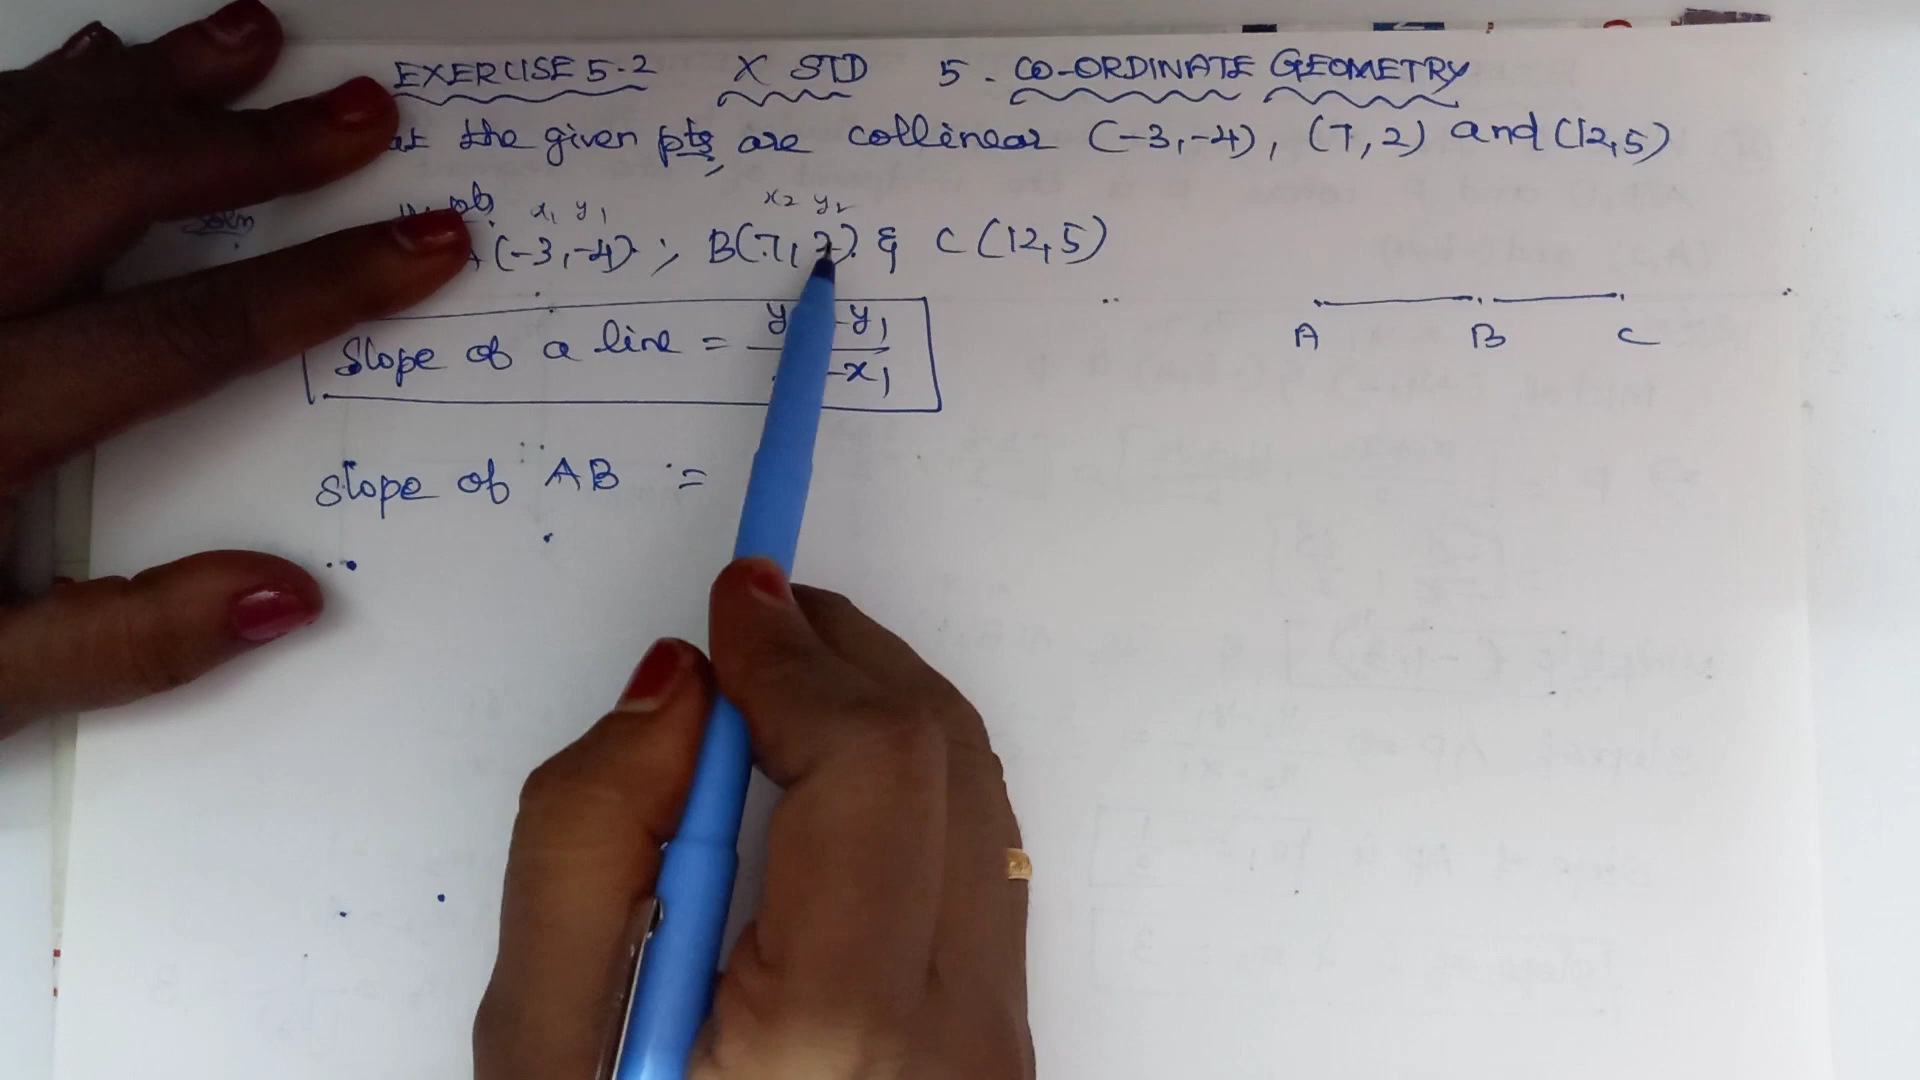 EXERCISE 5.2 X STD 5. CO-ORDINATE GEOMETRY
the given pts are collinear (-3,-4), (7,2) and (12,5)
Soln
x1 y1 x2 y2
(-3,-4); B(7,2) & C(12,5)
Slope of a line = y - y1 / - x1
A B C
slope of AB =